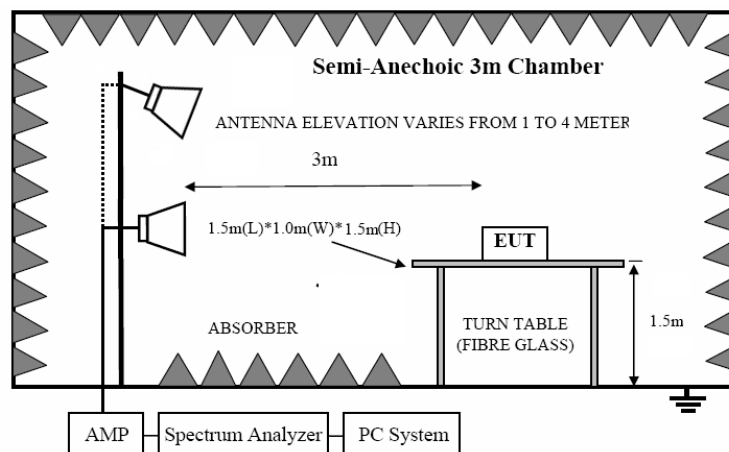 Semi-Anechoic 3m Chamber
ANTENNA ELEVATION VARIES FROM 1 TO 4 METER
3m
1.5m(L)*1.0m(W)*1.5m(H)
EUT
ABSORBER
TURN TABLE
(FIBRE GLASS)
1.5m
AMP
Spectrum Analyzer
PC System